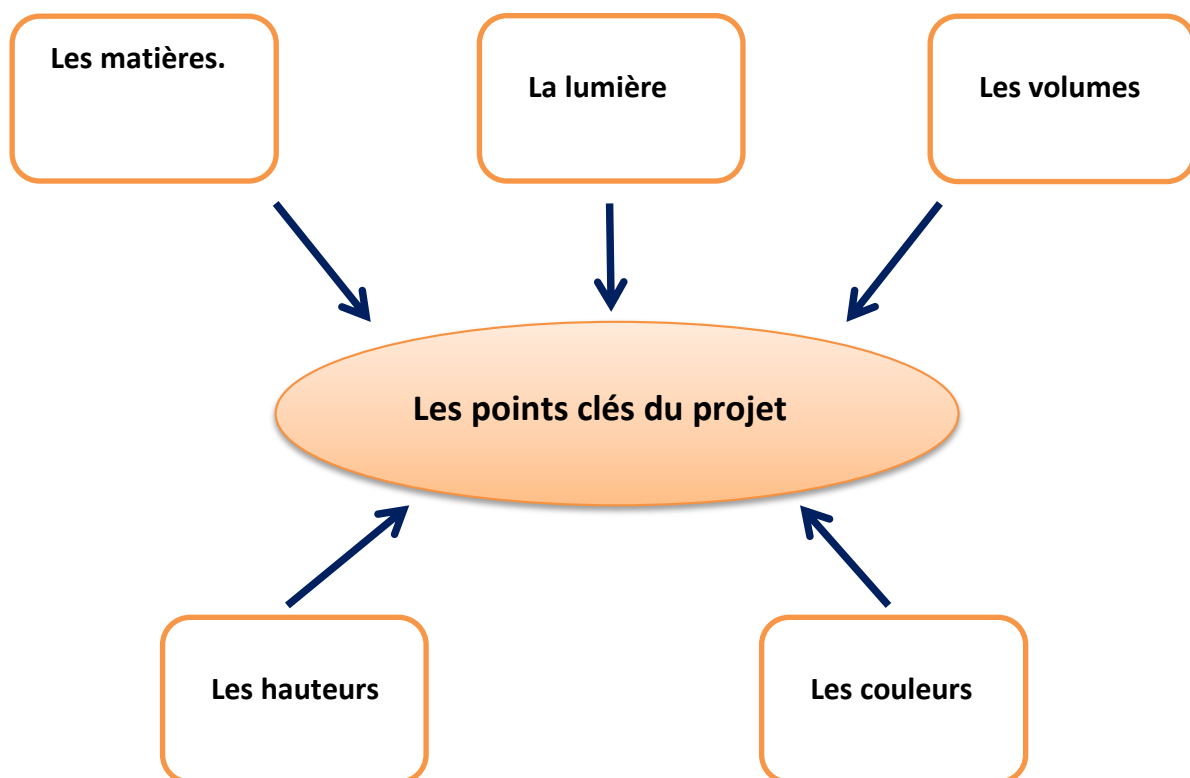 Les matières.
La lumière
Les volumes
Les points clés du projet
Les hauteurs
Les couleurs